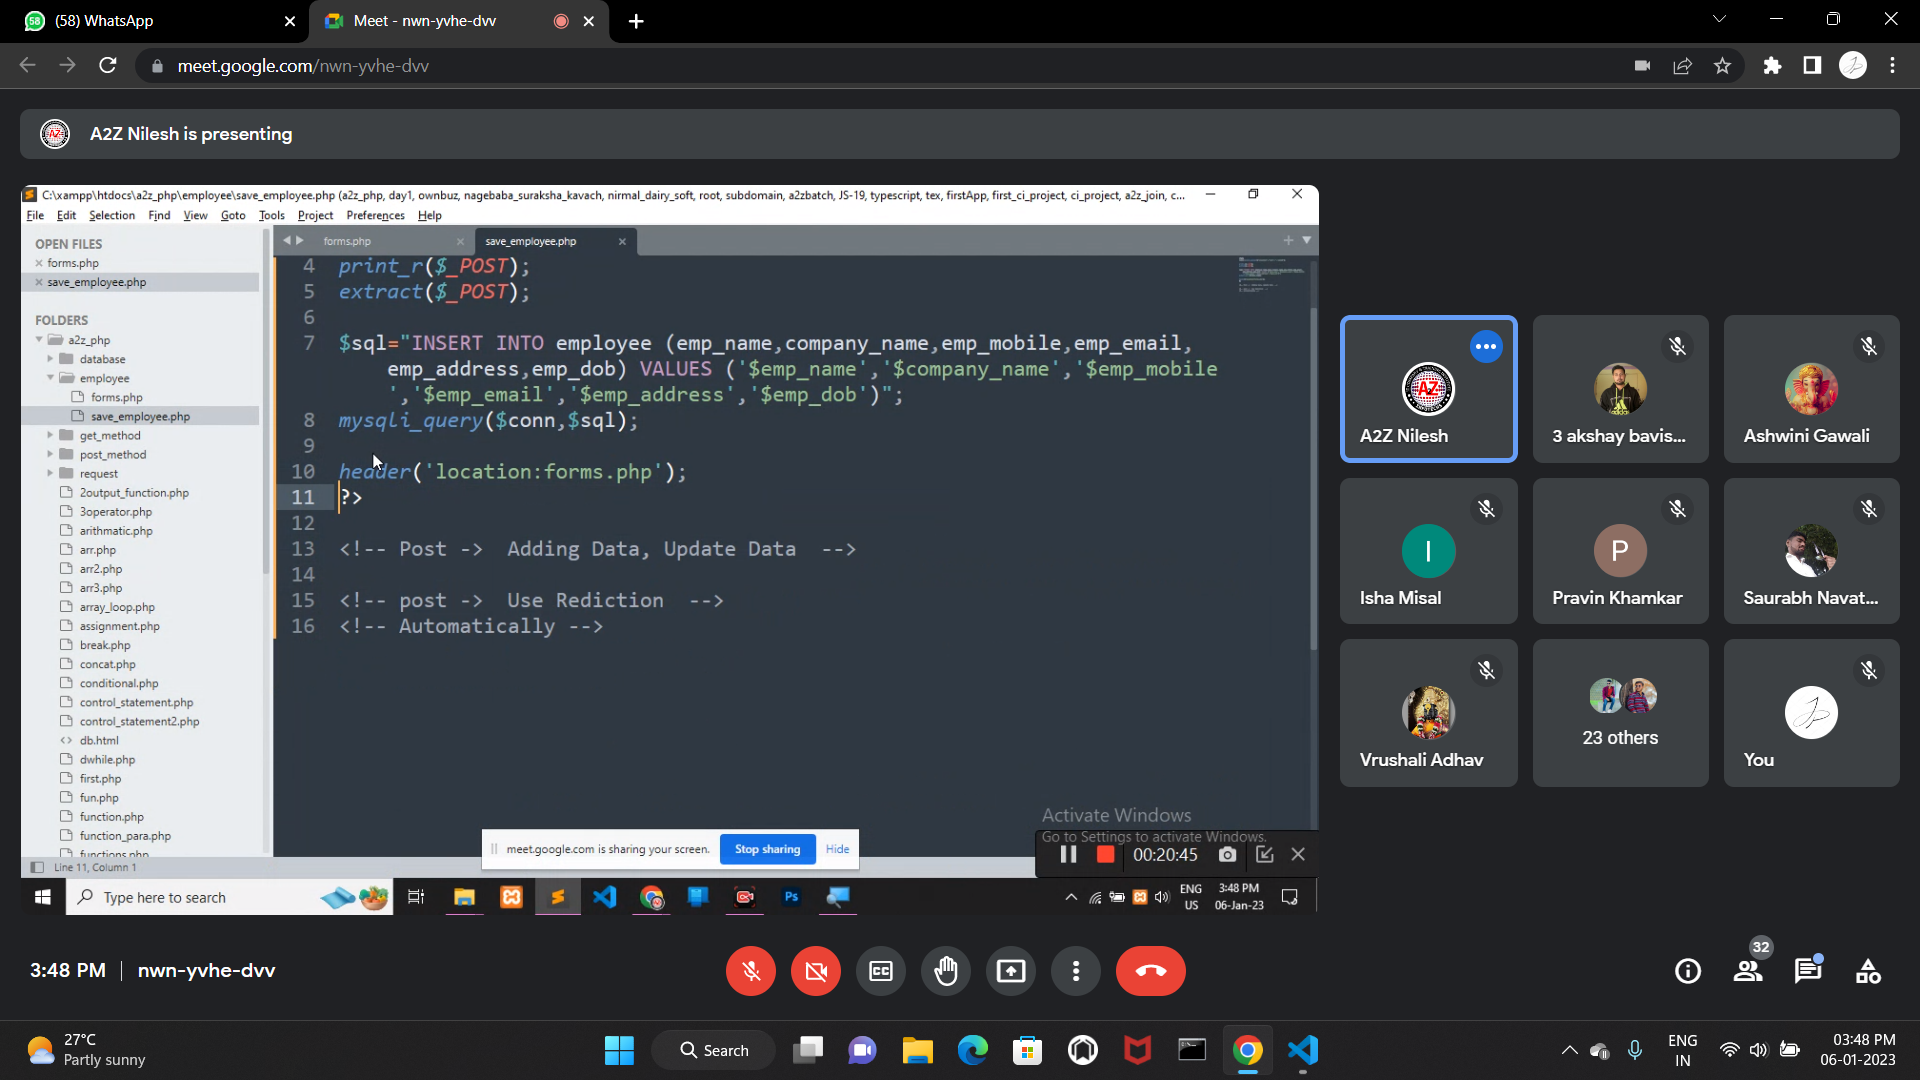 (58) WhatsApp
Meet - nwn-yvhe-dvv
meet.google.com/nwn-yvhe-dvv
A2Z Nilesh is presenting
C:\xampp\htdocs\a2z_php\employee\save_employee.php (a2z_php, day1, ownbuz, nagebaba_suraksha_kavach, nirmal_dairy_soft, root, subdomain, a2zbatch, JS-19, typescript, tex, firstApp, first_ci_project, ci_project, a2z_join, c...
File Edit Selection Find View Goto Tools Project Preferences Help
OPEN FILES
forms.php
save_employee.php
FOLDERS
a2z_php
database
employee
forms.php
save_employee.php
get_method
post_method
request
2output_function.php
3operator.php
arithmatic.php
arr.php
arr2.php
arr3.php
array_loop.php
assignment.php
break.php
concat.php
conditional.php
control_statement.php
control_statement2.php
db.html
dwhile.php
first.php
fun.php
function.php
function_para.php
functions.php
forms.php
save_employee.php
4 print_r($_POST);
5 extract($_POST);
6
7 $sql="INSERT INTO employee (emp_name,company_name,emp_mobile,emp_email,
emp_address,emp_dob) VALUES ('$emp_name','$company_name','$emp_mobile
','$emp_email','$emp_address','$emp_dob')";
8 mysqli_query($conn,$sql);
9
10 header('location:forms.php');
11 ?>
12
13 <!-- Post -> Adding Data, Update Data -->
14
15 <!-- post -> Use Rediction -->
16 <!-- Automatically -->
Activate Windows
Go to Settings to activate Windows.
meet.google.com is sharing your screen.
Stop sharing
Hide
00:20:45
Line 11, Column 1
Type here to search
Ps
ENG
US
3:48 PM
06-Jan-23
AZ
A2Z Nilesh
3 akshay bavis...
Ashwini Gawali
I
Isha Misal
P
Pravin Khamkar
Saurabh Navat...
Vrushali Adhav
23 others
You
3:48 PM | nwn-yvhe-dvv
CC
32
27°C
Partly sunny
Search
ENG
IN
03:48 PM
06-01-2023